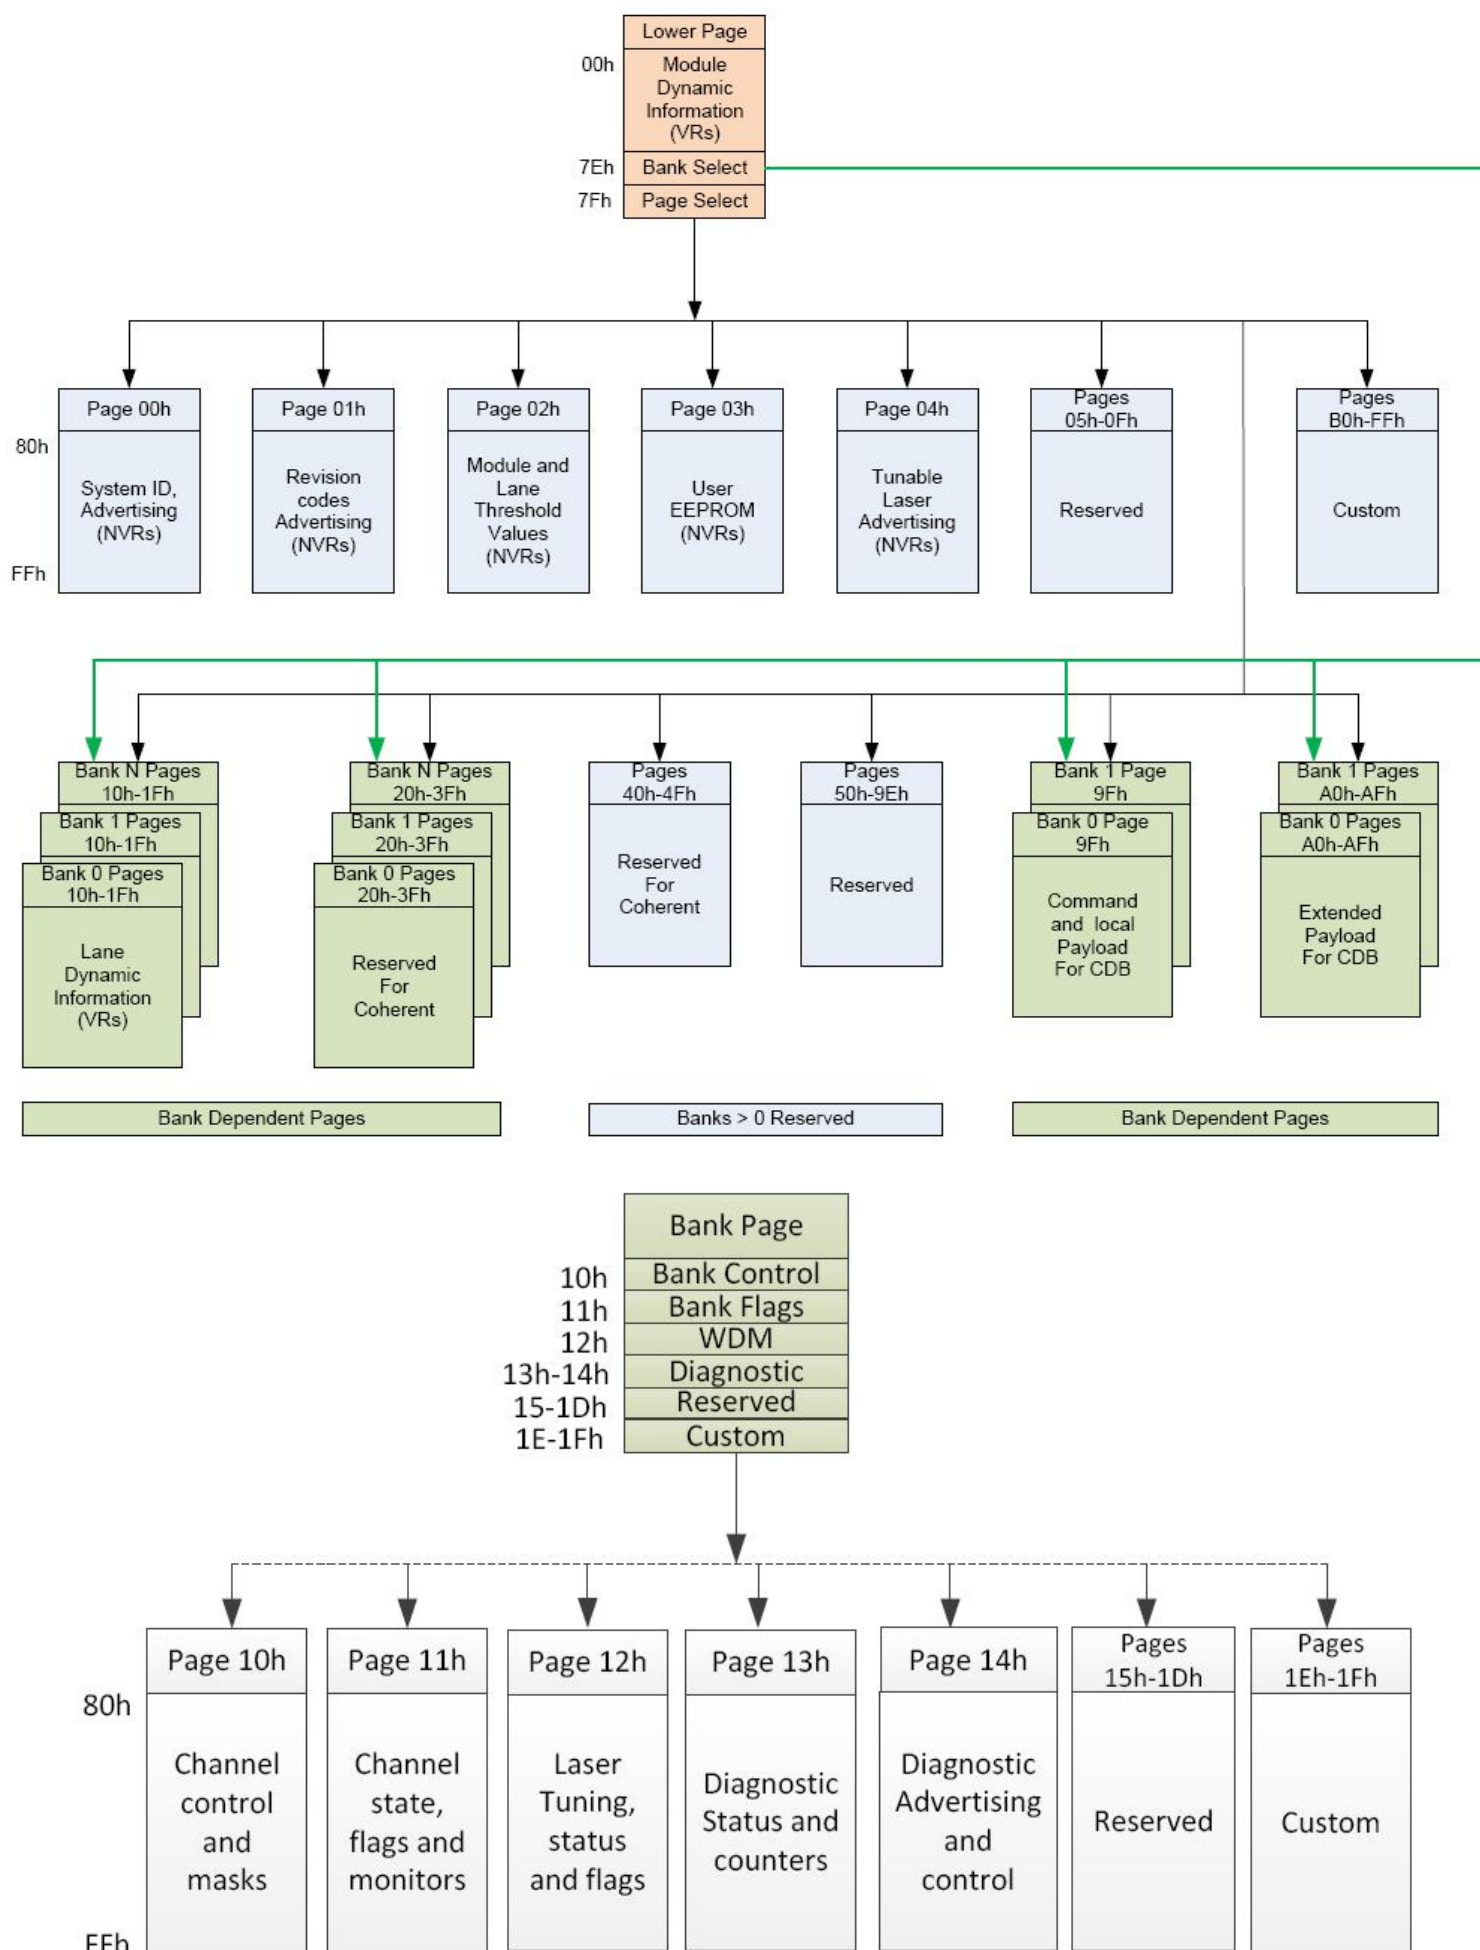 Lower Page
00h
Module
Dynamic
Information
(VRs)
7Eh
Bank Select
7Fh
Page Select
Page 00h
Page 01h
Page 02h
Page 03h
Page 04h
Pages
05h-0Fh
Pages
B0h-FFh
80h
System ID,
Advertising
(NVRs)
FFh
Revision
codes
Advertising
(NVRs)
Module and
Lane
Threshold
Values
(NVRs)
User
EEPROM
(NVRs)
Tunable
Laser
Advertising
(NVRs)
Reserved
Custom
Bank N Pages
10h-1Fh
Bank 1 Pages
10h-1Fh
Bank 0 Pages
10h-1Fh
Lane
Dynamic
Information
(VRs)
Bank N Pages
20h-3Fh
Bank 1 Pages
20h-3Fh
Bank 0 Pages
20h-3Fh
Reserved
For
Coherent
Pages
40h-4Fh
Reserved
For
Coherent
Pages
50h-9Eh
Reserved
Bank 1 Page
9Fh
Bank 0 Page
9Fh
Command
and local
Payload
For CDB
Bank 1 Pages
A0h-AFh
Bank 0 Pages
A0h-AFh
Extended
Payload
For CDB
Bank Dependent Pages
Banks > 0 Reserved
Bank Dependent Pages
Bank Page
10h
Bank Control
11h
Bank Flags
12h
WDM
13h-14h
Diagnostic
15-1Dh
Reserved
1E-1Fh
Custom
Page 10h
Page 11h
Page 12h
Page 13h
Page 14h
Pages
15h-1Dh
Pages
1Eh-1Fh
80h
Channel
control
and
masks
Channel
state,
flags and
monitors
Laser
Tuning,
status
and flags
Diagnostic
Status and
counters
Diagnostic
Advertising
and
control
Reserved
Custom
FFh